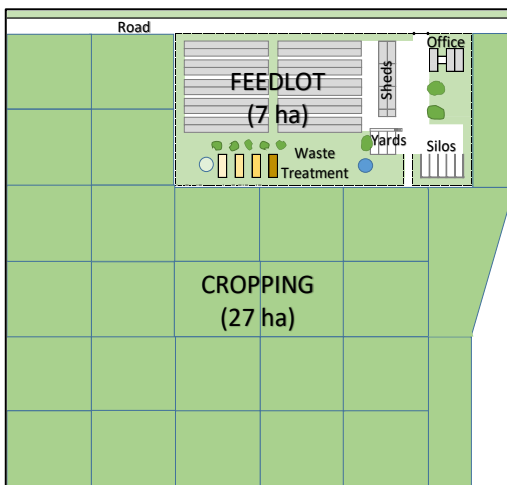 Road
Office
Sheds
FEEDLOT
(7 ha)
Yards
Silos
Waste
Treatment
CROPPING
(27 ha)